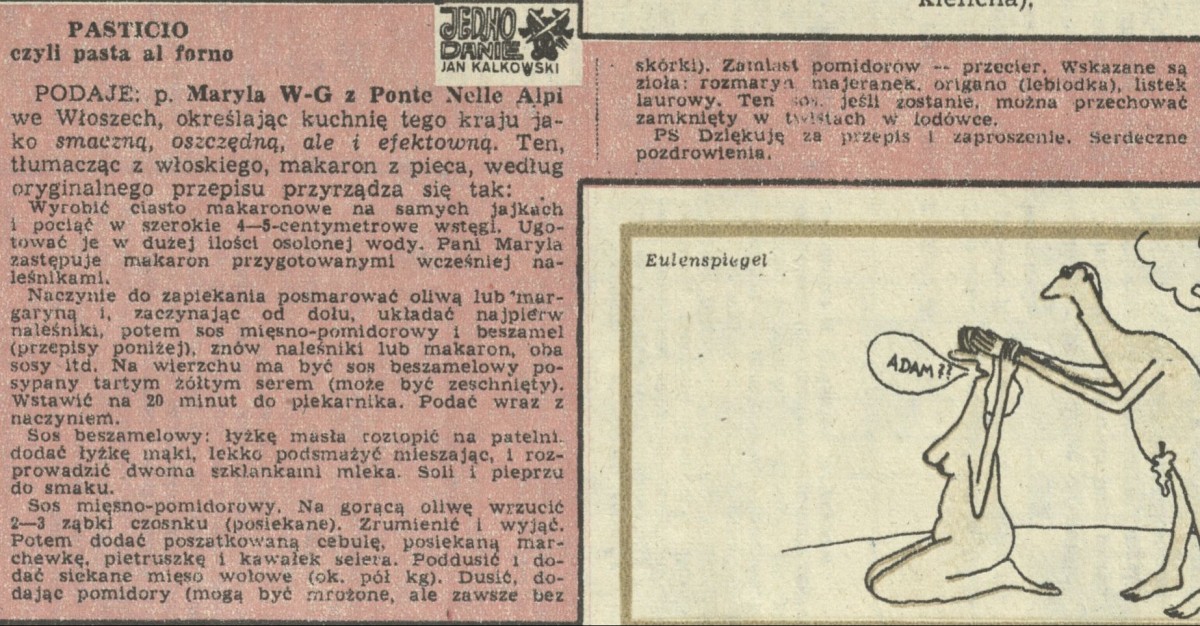 PASTICIO
czyli pasta al forno
JEDNO
DANIE
JAN KALKOWSKI
PODAJE: p. Maryla W-G z Ponte Nelle Alpi
we Włoszech, określając kuchnię tego kraju ja-
ko smaczną, oszczędną, ale i efektowną. Ten,
tłumacząc z włoskiego, makaron z pieca, według
oryginalnego przepisu przyrządza się tak:
Wyrobić ciasto makaronowe na samych jajkach
i pociąć w szerokie 4—5-centymetrowe wstęgi. Ugo-
tować je w dużej ilości osolonej wody. Pani Maryla
zastępuje makaron przygotowanymi wcześniej na-
leśnikami.
Naczynie do zapiekania posmarować oliwą lub mar-
garyną i, zaczynając od dołu, układać najpierw
naleśniki, potem sos mięsno-pomidorowy i beszamel
(przepisy poniżej), znów naleśniki lub makaron, oba
sosy itd. Na wierzchu ma być sos beszamelowy po-
sypany tartym żółtym serem (może być zeschnięty).
Wstawić na 20 minut do piekarnika. Podać wraz z
naczyniem.
Sos beszamelowy: łyżkę masła roztopić na patelni.
dodać łyżkę mąki, lekko podsmażyć mieszając, i roz-
prowadzić dwoma szklankami mleka. Soli i pieprzu
do smaku.
Sos mięsno-pomidorowy. Na gorącą oliwę wrzucić
2—3 ząbki czosnku (posiekane). Zrumienić i wyjąć.
Potem dodać poszatkowaną cebulę, posiekaną mar-
chewkę, pietruszkę i kawałek selera. Poddusić i do-
dać siekane mięso wołowe (ok. pół kg). Dusić, do-
dając pomidory (mogą być mrożone, ale zawsze bez
skórki). Zamiast pomidorów — przecier. Wskazane są
zioła: rozmaryn majeranek, origano (lebiodka), listek
laurowy. Ten sos, jeśli zostanie, można przechować
zamknięty w twistach w lodówce.
PS Dziękuję za przepis i zaproszenie. Serdeczne
pozdrowienia.
Eulenspiegel
ADAM??